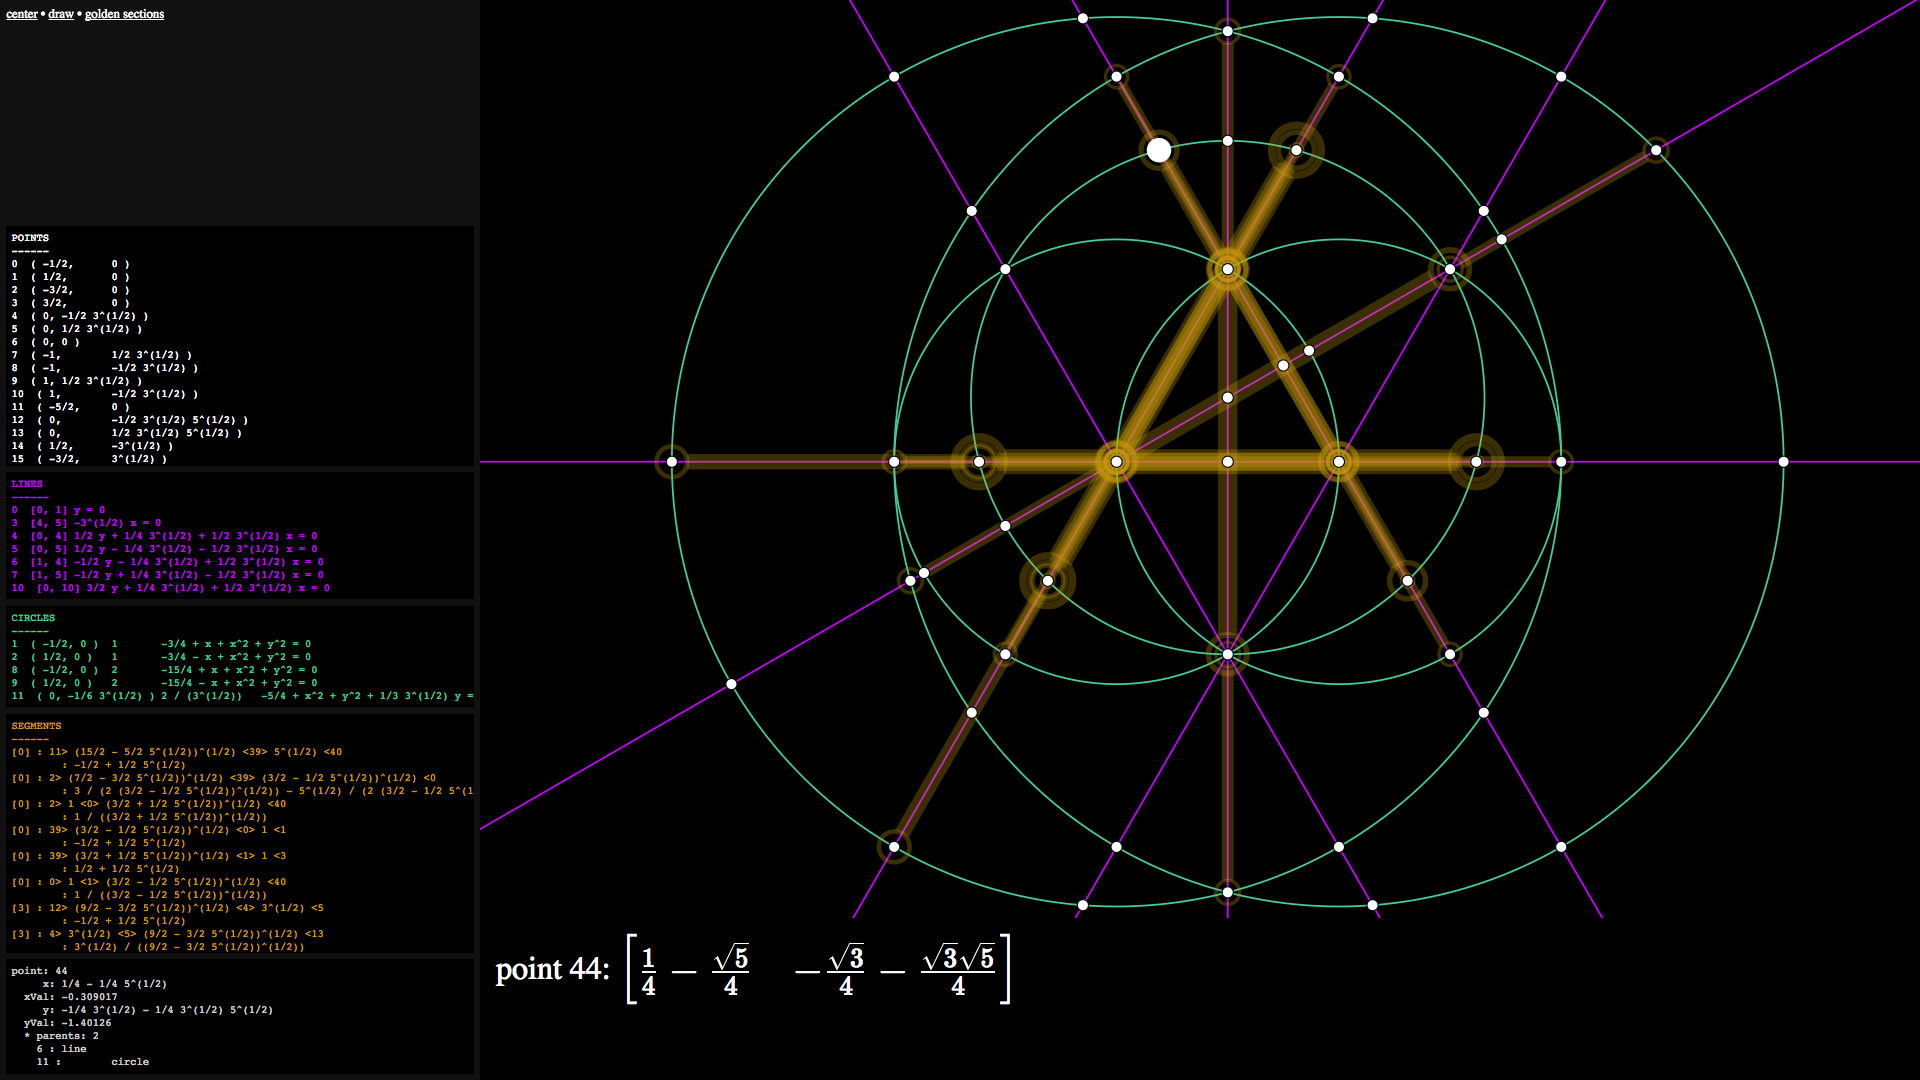 center • draw • golden sections
POINTS
------
0  ( -1/2,      0 )
1  ( 1/2,       0 )
2  ( -3/2,      0 )
3  ( 3/2,       0 )
4  ( 0, -1/2 3^(1/2) )
5  ( 0, 1/2 3^(1/2) )
6  ( 0, 0 )
7  ( -1,        1/2 3^(1/2) )
8  ( -1,        -1/2 3^(1/2) )
9  ( 1, 1/2 3^(1/2) )
10  ( 1,        -1/2 3^(1/2) )
11  ( -5/2,     0 )
12  ( 0,        -1/2 3^(1/2) 5^(1/2) )
13  ( 0,        1/2 3^(1/2) 5^(1/2) )
14  ( 1/2,      -3^(1/2) )
15  ( -3/2,     3^(1/2) )
LINES
------
0  [0, 1] y = 0
3  [4, 5] -3^(1/2) x = 0
4  [0, 4] 1/2 y + 1/4 3^(1/2) + 1/2 3^(1/2) x = 0
5  [0, 5] 1/2 y - 1/4 3^(1/2) - 1/2 3^(1/2) x = 0
6  [1, 4] -1/2 y - 1/4 3^(1/2) + 1/2 3^(1/2) x = 0
7  [1, 5] -1/2 y + 1/4 3^(1/2) - 1/2 3^(1/2) x = 0
10  [0, 10] 3/2 y + 1/4 3^(1/2) + 1/2 3^(1/2) x = 0
CIRCLES
------
1  ( -1/2, 0 )  1      -3/4 + x + x^2 + y^2 = 0
2  ( 1/2, 0 )   1      -3/4 - x + x^2 + y^2 = 0
8  ( -1/2, 0 )  2      -15/4 + x + x^2 + y^2 = 0
9  ( 1/2, 0 )   2      -15/4 - x + x^2 + y^2 = 0
11  ( 0, -1/6 3^(1/2) ) 2 / (3^(1/2))   -5/4 + x^2 + y^2 + 1/3 3^(1/2) y =
SEGMENTS
------
[0] : 11> (15/2 - 5/2 5^(1/2))^(1/2) <39> 5^(1/2) <40
: -1/2 + 1/2 5^(1/2)
[0] : 2> (7/2 - 3/2 5^(1/2))^(1/2) <39> (3/2 - 1/2 5^(1/2))^(1/2) <0
: 3 / (2 (3/2 - 1/2 5^(1/2))^(1/2)) - 5^(1/2) / (2 (3/2 - 1/2 5^(1
[0] : 2> 1 <0> (3/2 + 1/2 5^(1/2))^(1/2) <40
: 1 / ((3/2 + 1/2 5^(1/2))^(1/2))
[0] : 39> (3/2 - 1/2 5^(1/2))^(1/2) <0> 1 <1
: -1/2 + 1/2 5^(1/2)
[0] : 39> (3/2 + 1/2 5^(1/2))^(1/2) <1> 1 <3
: 1/2 + 1/2 5^(1/2)
[0] : 0> 1 <1> (3/2 - 1/2 5^(1/2))^(1/2) <40
: 1 / ((3/2 - 1/2 5^(1/2))^(1/2))
[3] : 12> (9/2 - 3/2 5^(1/2))^(1/2) <4> 3^(1/2) <5
: -1/2 + 1/2 5^(1/2)
[3] : 4> 3^(1/2) <5> (9/2 - 3/2 5^(1/2))^(1/2) <13
: 3^(1/2) / ((9/2 - 3/2 5^(1/2))^(1/2))
point: 44
x: 1/4 - 1/4 5^(1/2)
xVal: -0.309017
y: -1/4 3^(1/2) - 1/4 3^(1/2) 5^(1/2)
yVal: -1.40126
* parents: 2
6 : line
11 :        circle
point 44: [1/4 − √5/4   −√3/4 − √3√5/4]